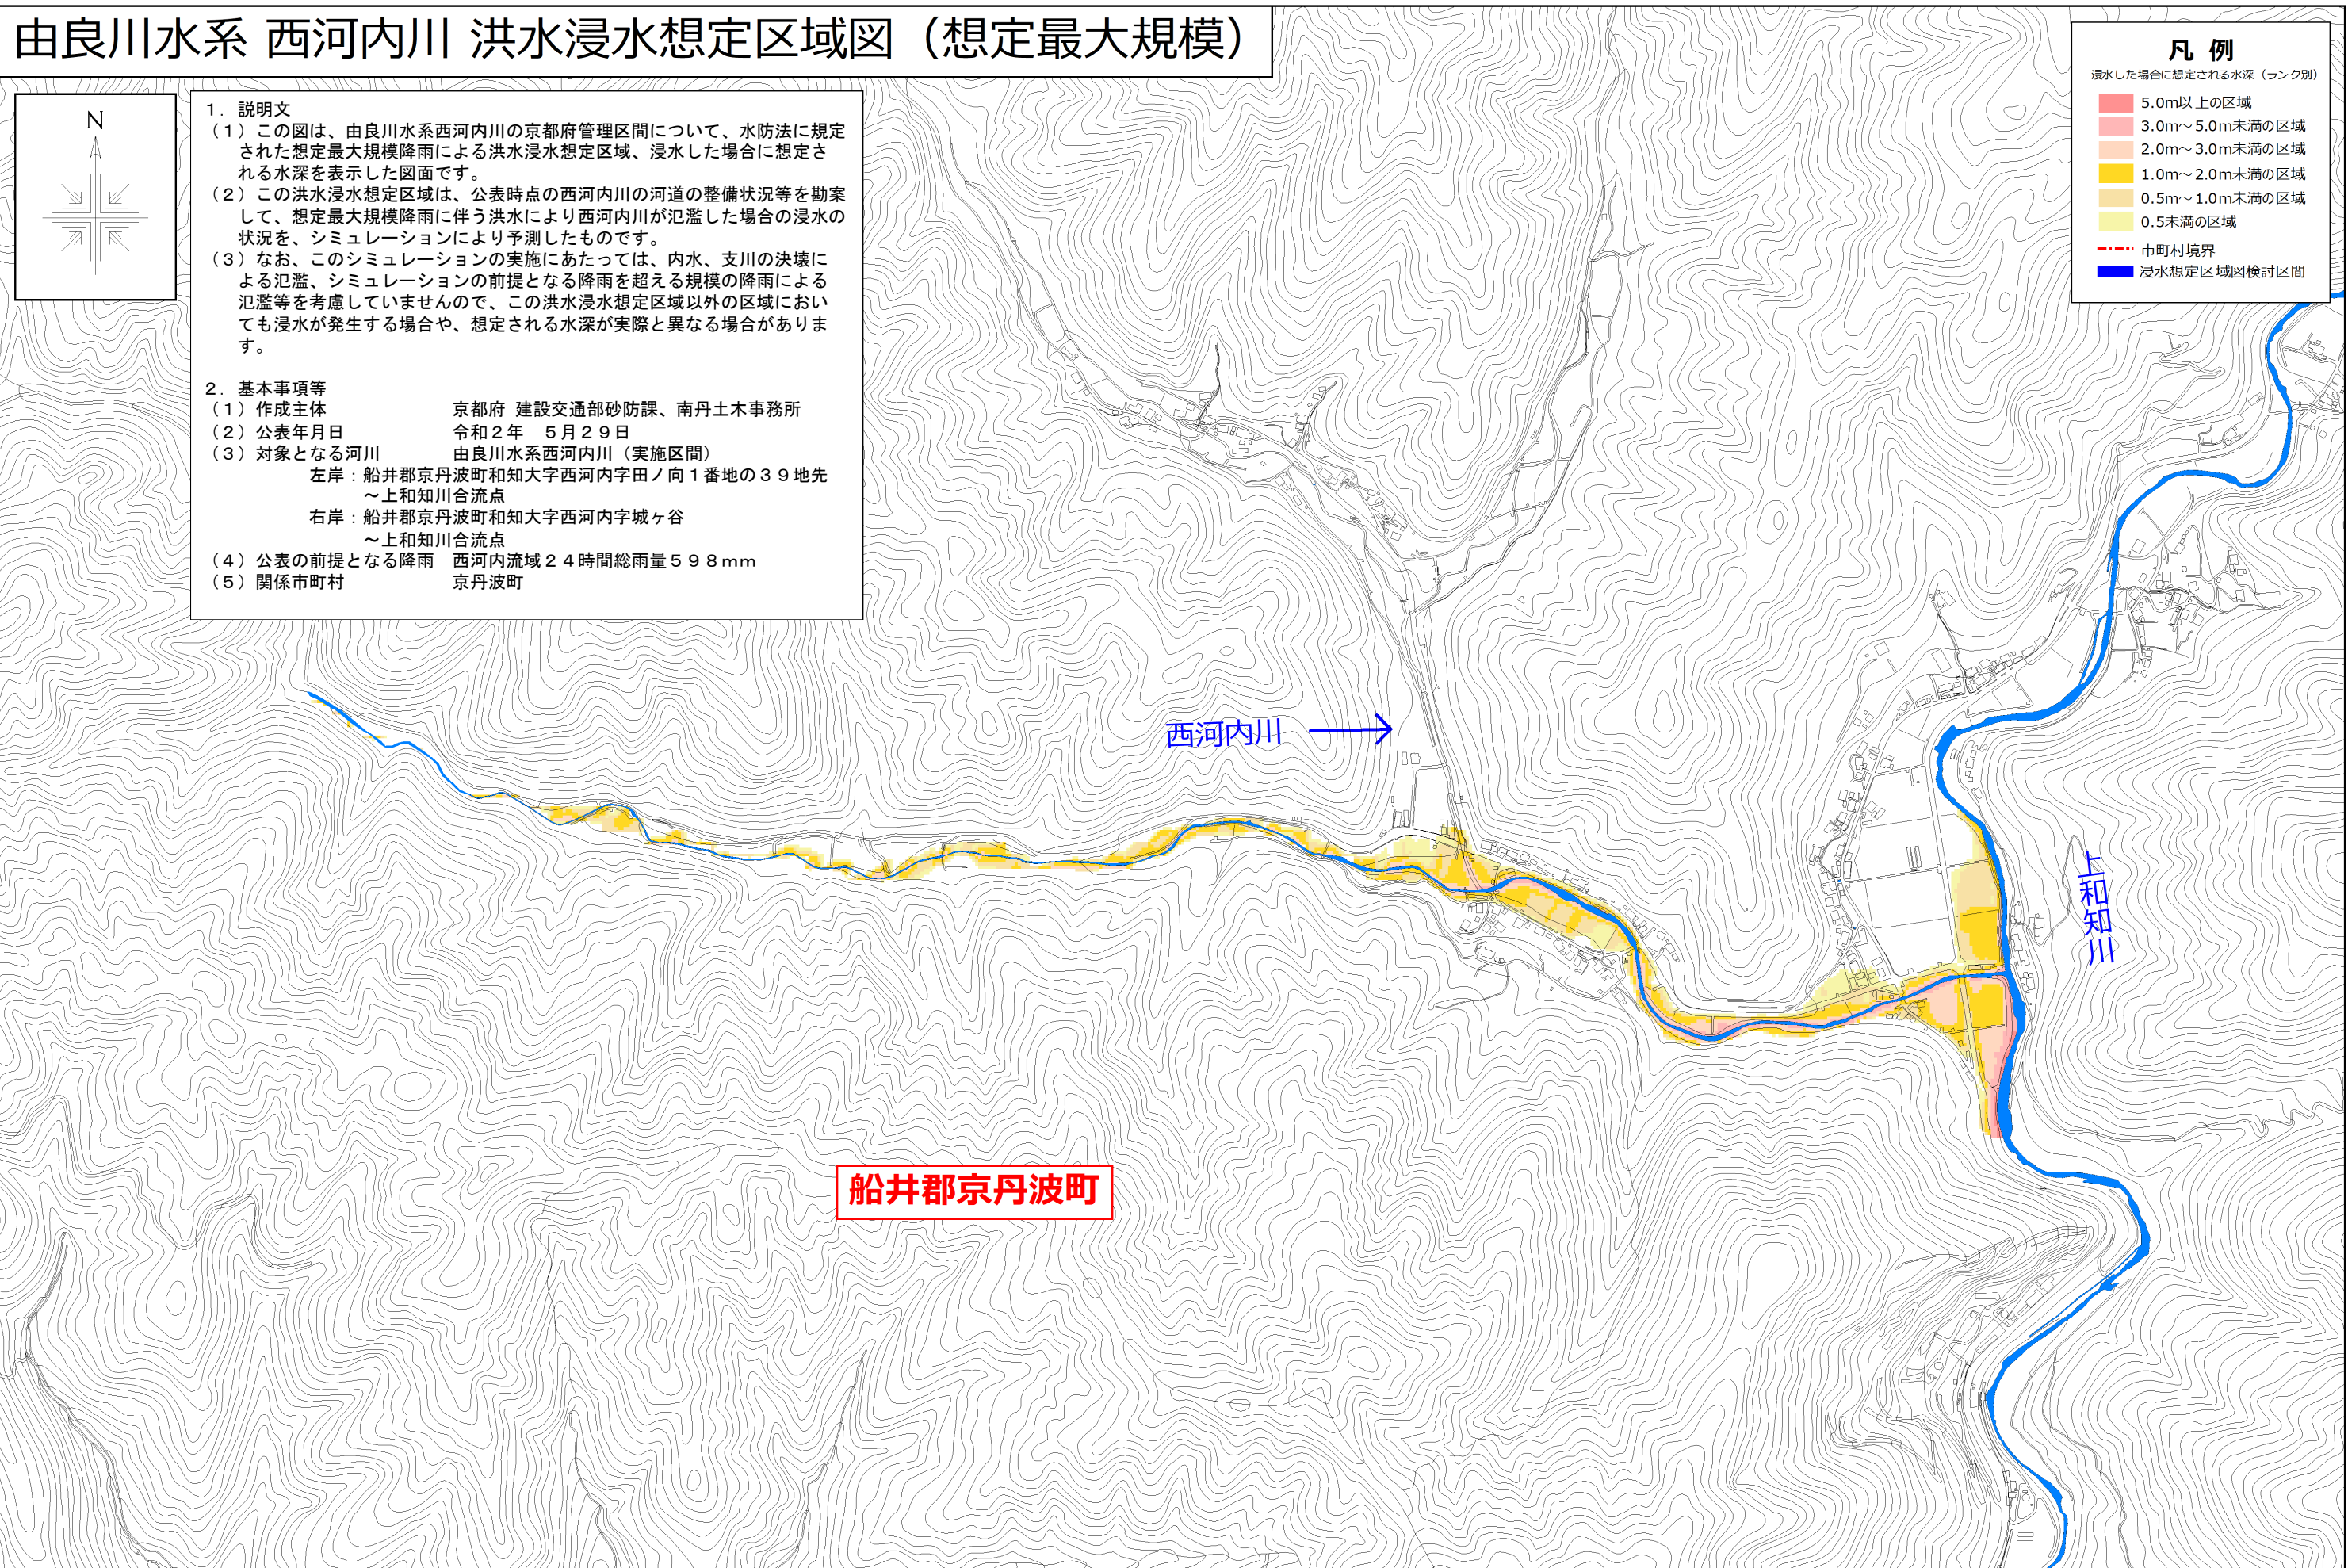 由良川水系 西河内川 洪水浸水想定区域図（想定最大規模）
N
１．説明文
（１）この図は、由良川水系西河内川の京都府管理区間について、水防法に規定
された想定最大規模降雨による洪水浸水想定区域、浸水した場合に想定さ
れる水深を表示した図面です。
（２）この洪水浸水想定区域は、公表時点の西河内川の河道の整備状況等を勘案
して、想定最大規模降雨に伴う洪水により西河内川が氾濫した場合の浸水の
状況を、シミュレーションにより予測したものです。
（３）なお、このシミュレーションの実施にあたっては、内水、支川の決壊に
よる氾濫、シミュレーションの前提となる降雨を超える規模の降雨による
氾濫等を考慮していませんので、この洪水浸水想定区域以外の区域におい
ても浸水が発生する場合や、想定される水深が実際と異なる場合がありま
す。
２．基本事項等
（１）作成主体 京都府 建設交通部砂防課、南丹土木事務所
（２）公表年月日 令和２年 ５月２９日
（３）対象となる河川 由良川水系西河内川（実施区間）
左岸：船井郡京丹波町和知大字西河内字田ノ向１番地の３９地先
～上和知川合流点
右岸：船井郡京丹波町和知大字西河内字城ヶ谷
～上和知川合流点
（４）公表の前提となる降雨 西河内流域２４時間総雨量５９８ｍｍ
（５）関係市町村 京丹波町
凡 例
浸水した場合に想定される水深（ランク別）
5.0m以上の区域
3.0m～5.0m未満の区域
2.0m～3.0m未満の区域
1.0m～2.0m未満の区域
0.5m～1.0m未満の区域
0.5未満の区域
市町村境界
浸水想定区域図検討区間
西河内川
上和知川
船井郡京丹波町